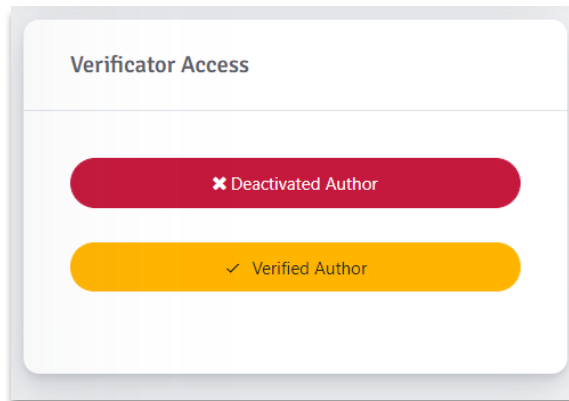 Verificator Access
✖ Deactivated Author
✓ Verified Author